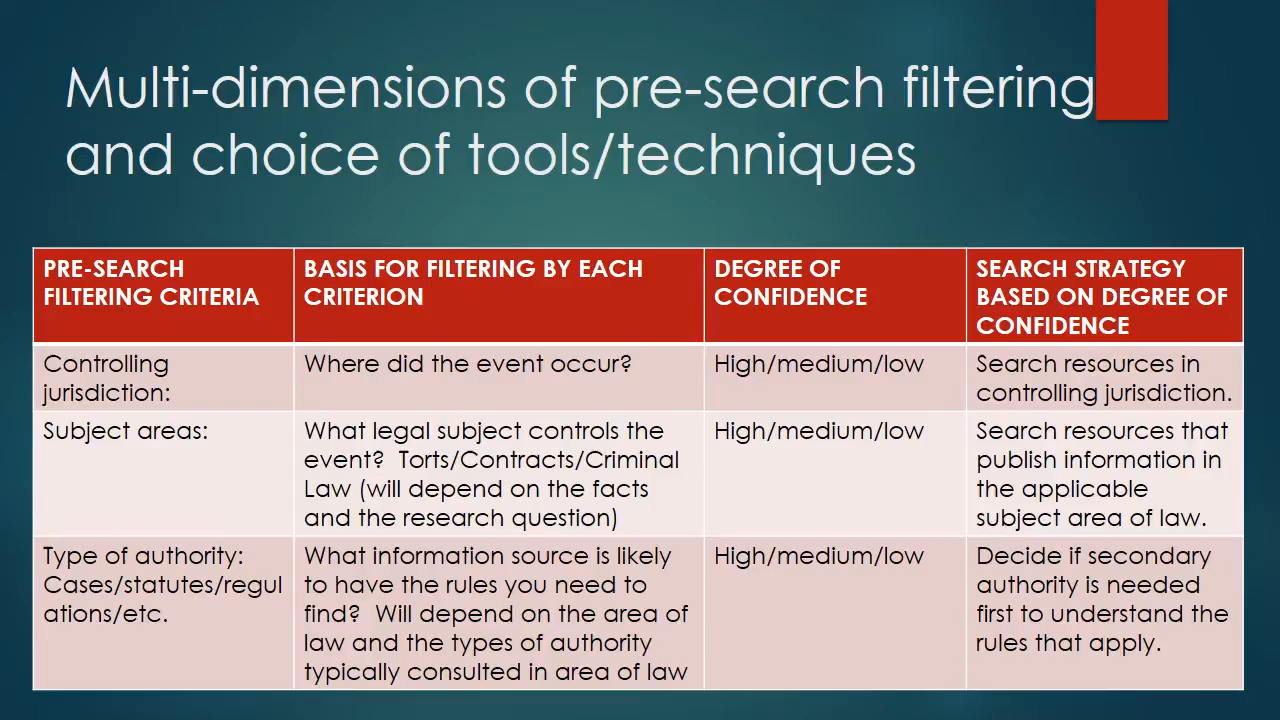 Multi-dimensions of pre-search filtering
and choice of tools/techniques
PRE-SEARCH
FILTERING CRITERIA
BASIS FOR FILTERING BY EACH
CRITERION
DEGREE OF
CONFIDENCE
SEARCH STRATEGY
BASED ON DEGREE OF
CONFIDENCE
Controlling
jurisdiction:
Where did the event occur?
High/medium/low
Search resources in
controlling jurisdiction.
Subject areas:
What legal subject controls the
event?  Torts/Contracts/Criminal
Law (will depend on the facts
and the research question)
High/medium/low
Search resources that
publish information in
the applicable
subject area of law.
Type of authority:
Cases/statutes/regul
ations/etc.
What information source is likely
to have the rules you need to
find?  Will depend on the area of
law and the types of authority
typically consulted in area of law
High/medium/low
Decide if secondary
authority is needed
first to understand the
rules that apply.